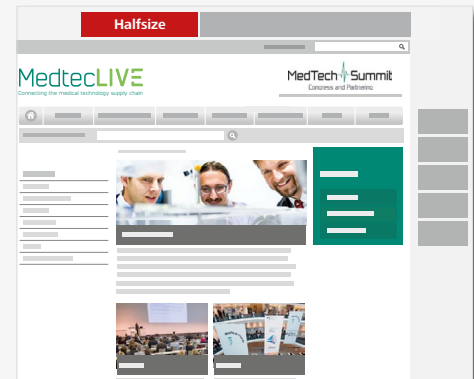 Halfsize
MedtecLIVE
Connecting the medical technology supply chain
MedTech Summit
Congress and Partnering